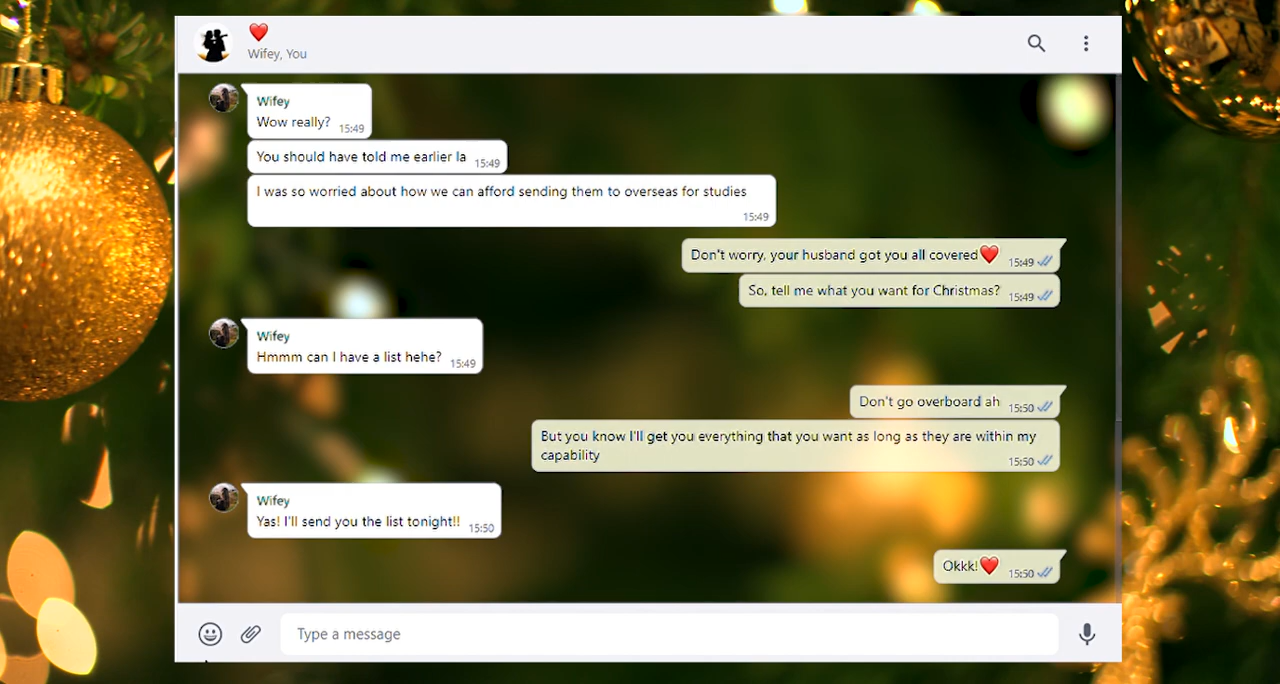 ❤️
Wifey, You
Wifey
Wow really? 15:49
You should have told me earlier la 15:49
I was so worried about how we can afford sending them to overseas for studies
15:49
Don't worry, your husband got you all covered❤️ 15:49
So, tell me what you want for Christmas? 15:49
Wifey
Hmmm can I have a list hehe? 15:49
Don't go overboard ah 15:50
But you know I'll get you everything that you want as long as they are within my
capability 15:50
Wifey
Yas! I'll send you the list tonight!! 15:50
Okkk!❤️ 15:50
Type a message